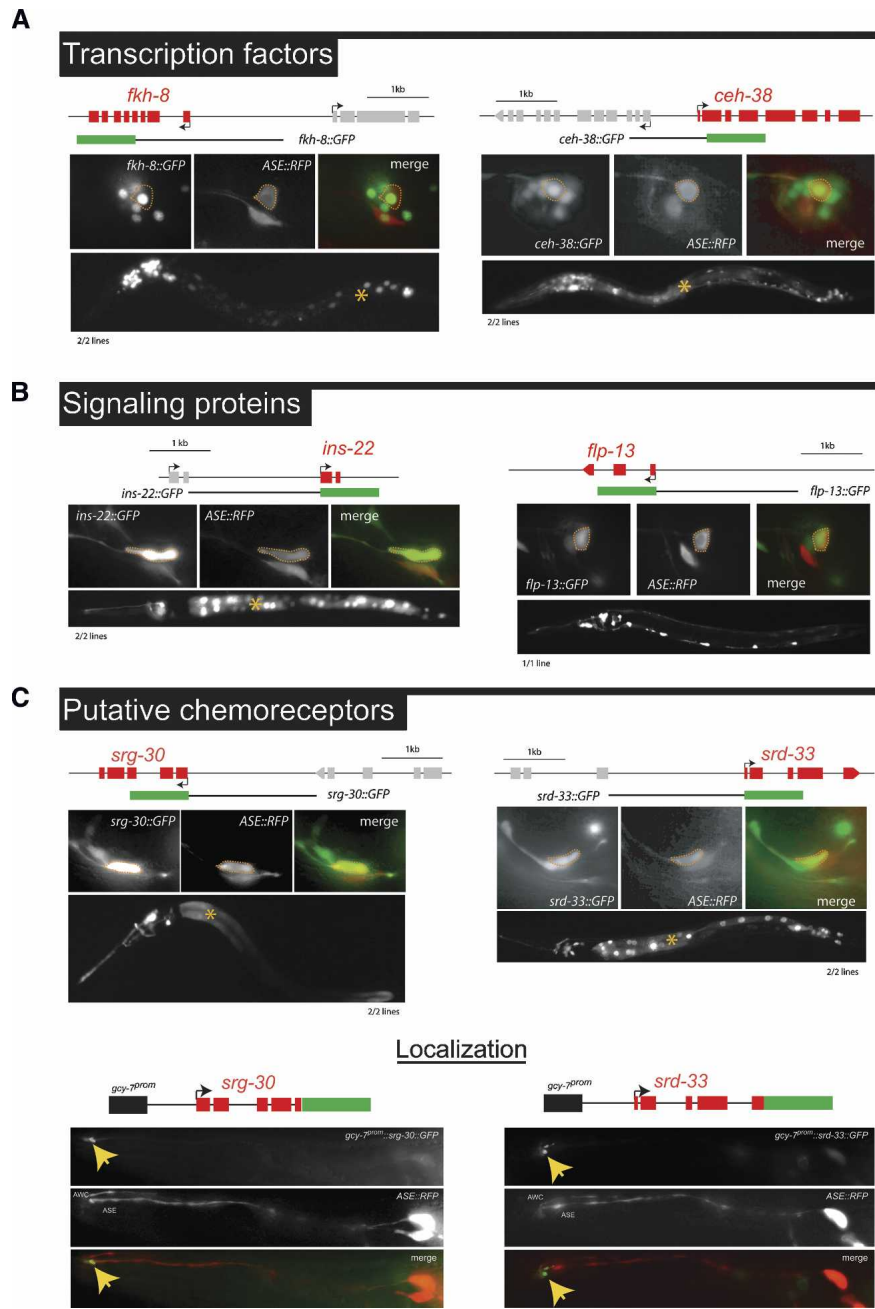 A
Transcription factors
fkh-8
1kb
fkh-8::GFP
fkh-8::GFP
ASE::RFP
merge
*
2/2 lines
1kb
ceh-38
ceh-38::GFP
ceh-38::GFP
ASE::RFP
merge
*
2/2 lines
B
Signaling proteins
1 kb
ins-22
ins-22::GFP
ins-22::GFP
ASE::RFP
merge
*
2/2 lines
flp-13
1kb
flp-13::GFP
flp-13::GFP
ASE::RFP
merge
1/1 line
C
Putative chemoreceptors
srg-30
1kb
srg-30::GFP
srg-30::GFP
ASE::RFP
merge
*
2/2 lines
1kb
srd-33
srd-33::GFP
srd-33::GFP
ASE::RFP
merge
*
2/2 lines
Localization
gcy-7prom
srg-30
gcy-7prom::srg-30::GFP
AWC
ASE
ASE::RFP
merge
gcy-7prom
srd-33
gcy-7prom::srd-33::GFP
AWC
ASE
ASE::RFP
merge